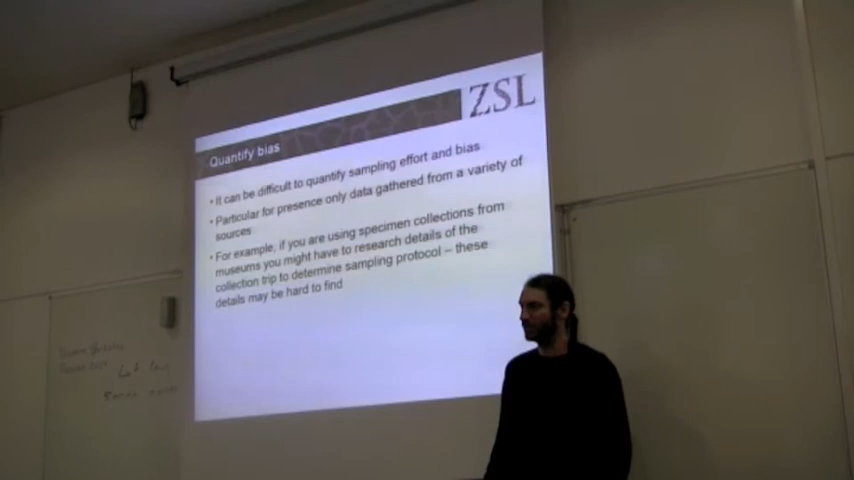 ZSL
Quantify bias
• It can be difficult to quantify sampling effort and bias
• Particular for presence only data gathered from a variety of
sources
• For example, if you are using specimen collections from
museums you might have to research details of the
collection trip to determine sampling protocol – these
details may be hard to find